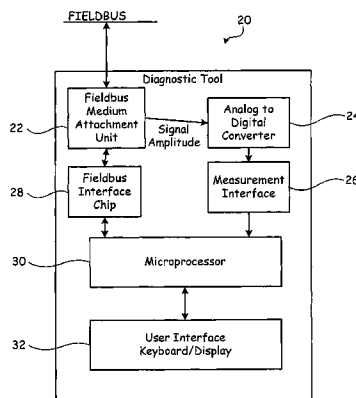 FIELDBUS
20
Diagnostic Tool
Fieldbus
Medium
Attachment
Unit
22
Signal
Amplitude
Analog to
Digital
Converter
24
Fieldbus
Interface
Chip
28
Measurement
Interface
26
Microprocessor
30
User Interface
Keyboard/Display
32